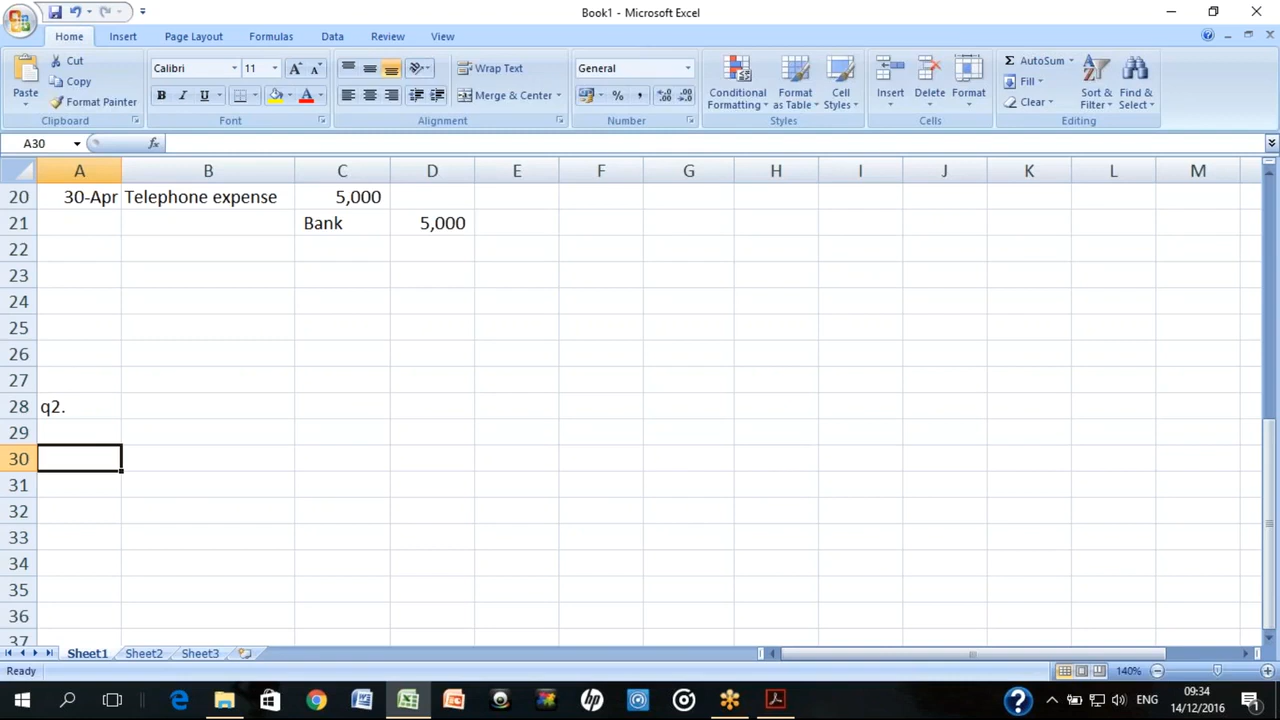 Book1 - Microsoft Excel
Home Insert Page Layout Formulas Data Review View
Paste
Cut
Copy
Format Painter
Clipboard
Calibri 11
B I U
Font
Wrap Text
Merge & Center
Alignment
General
% ,
Number
Conditional Formatting
Format as Table
Cell Styles
Styles
Insert
Delete
Format
Cells
Σ AutoSum
Fill
Clear
Sort & Filter
Find & Select
Editing
A30 fx
A B C D E F G H I J K L M
20 30-Apr Telephone expense 5,000
21 Bank 5,000
22
23
24
25
26
27
28 q2.
29
30
31
32
33
34
35
36
37
Sheet1 Sheet2 Sheet3
Ready 140%
ENG 09:34
14/12/2016